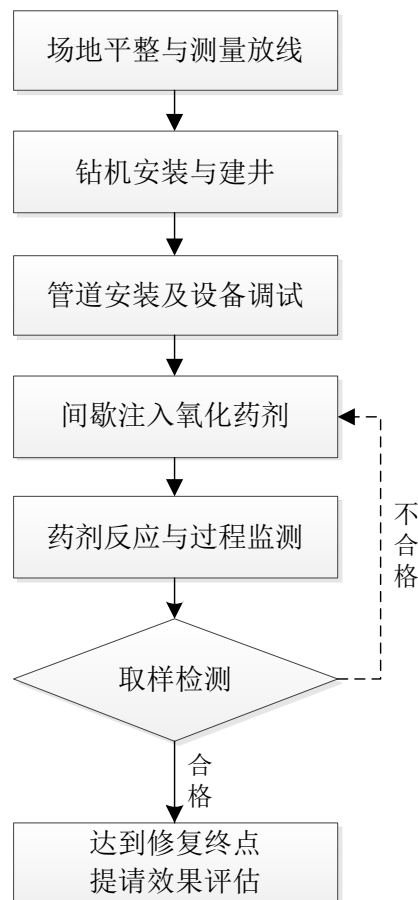 场地平整与测量放线
钻机安装与建井
管道安装及设备调试
间歇注入氧化药剂
药剂反应与过程监测
不合格
取样检测
合格
达到修复终点
提请效果评估